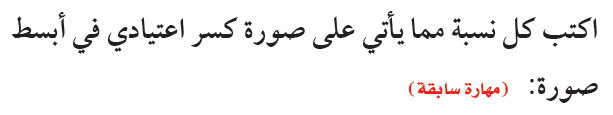 اكتب كل نسبة مما يأتي على صورة كسر اعتيادي في أبسط
صورة: (مهارة سابقة)